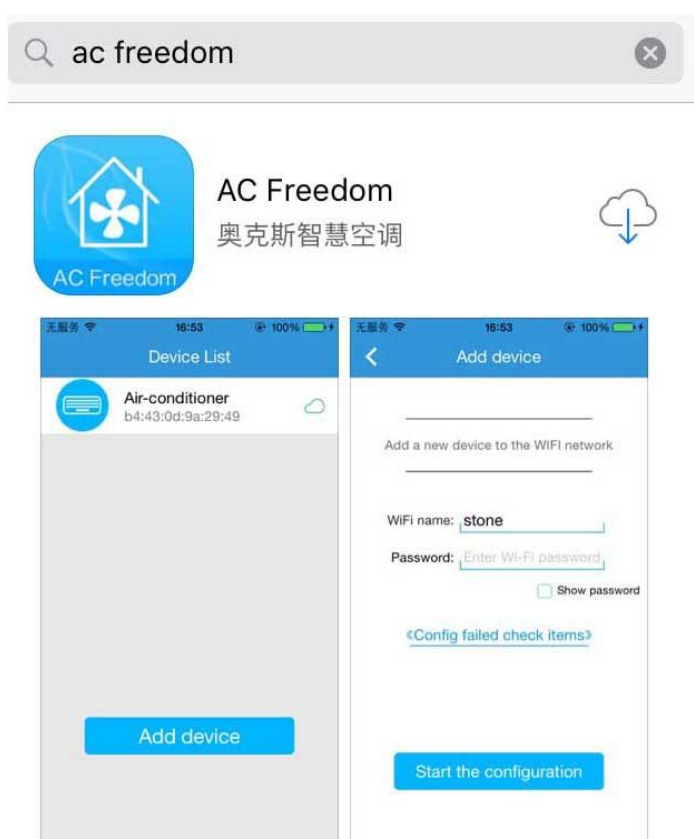 ac freedom
AC Freedom
奥克斯智慧空调
AC Freedom
无服务 16:53 100%
Device List
Air-conditioner
b4:43:0d:9a:29:49
Add device
无服务 16:53 100%
Add device
Add a new device to the WIFI network
WiFi name: stone
Password: Enter Wi-Fi password
Show password
《Config failed check items》
Start the configuration